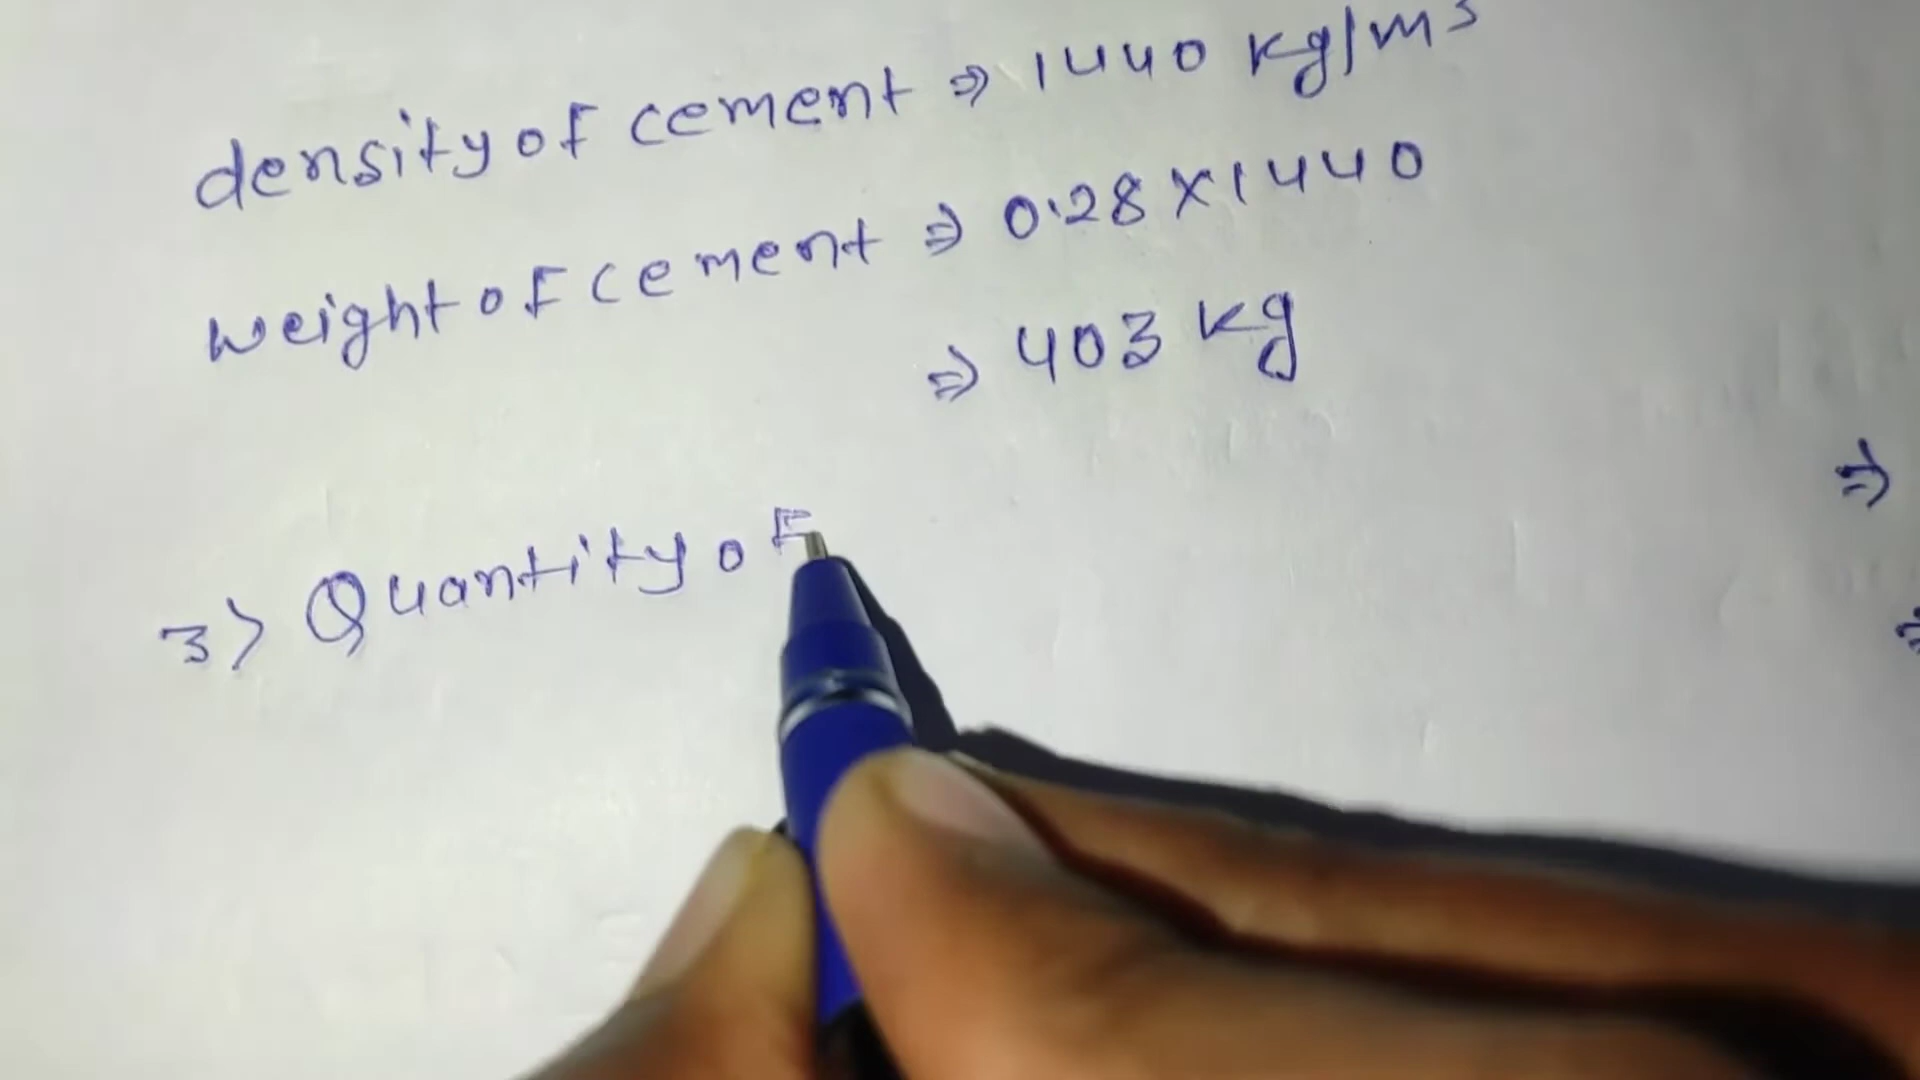 density of cement ⇒ 1440 kg/m³
weight of cement ⇒ 0.28 × 1440
⇒ 403 kg
⇒
3) Quantity of
⇒